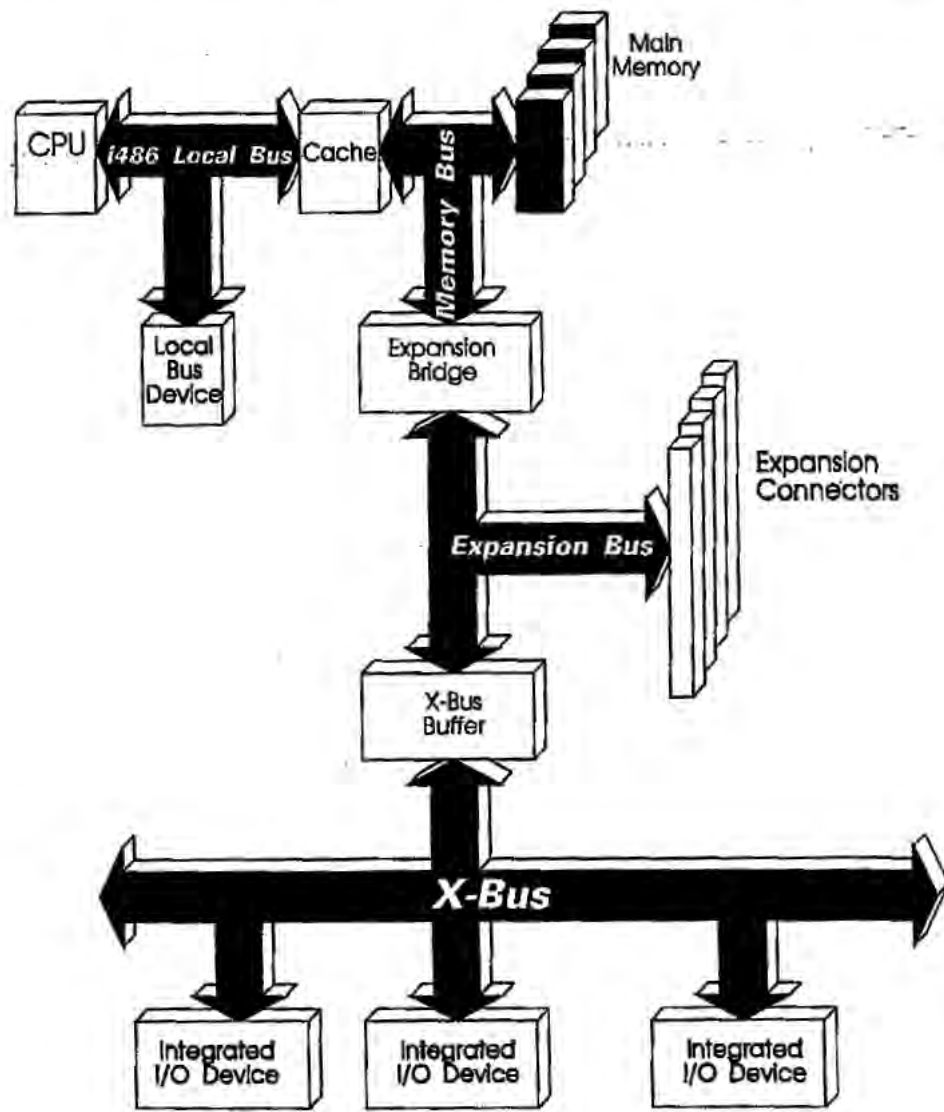 Main
Memory
CPU
i486 Local Bus
Cache
Memory Bus
Local
Bus
Device
Expansion
Bridge
Expansion
Connectors
Expansion Bus
X-Bus
Buffer
X-Bus
Integrated
I/O Device
Integrated
I/O Device
Integrated
I/O Device